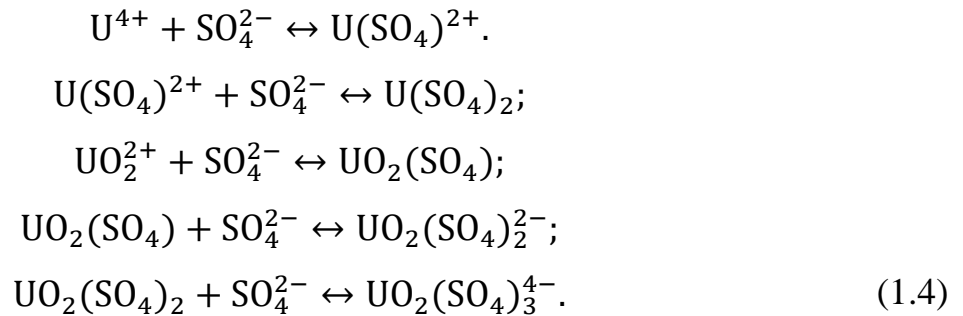 U⁴⁺ + SO₄²⁻ ↔ U(SO₄)²⁺.
U(SO₄)²⁺ + SO₄²⁻ ↔ U(SO₄)₂;
UO₂²⁺ + SO₄²⁻ ↔ UO₂(SO₄);
UO₂(SO₄) + SO₄²⁻ ↔ UO₂(SO₄)₂²⁻;
UO₂(SO₄)₂ + SO₄²⁻ ↔ UO₂(SO₄)₃⁴⁻. (1.4)